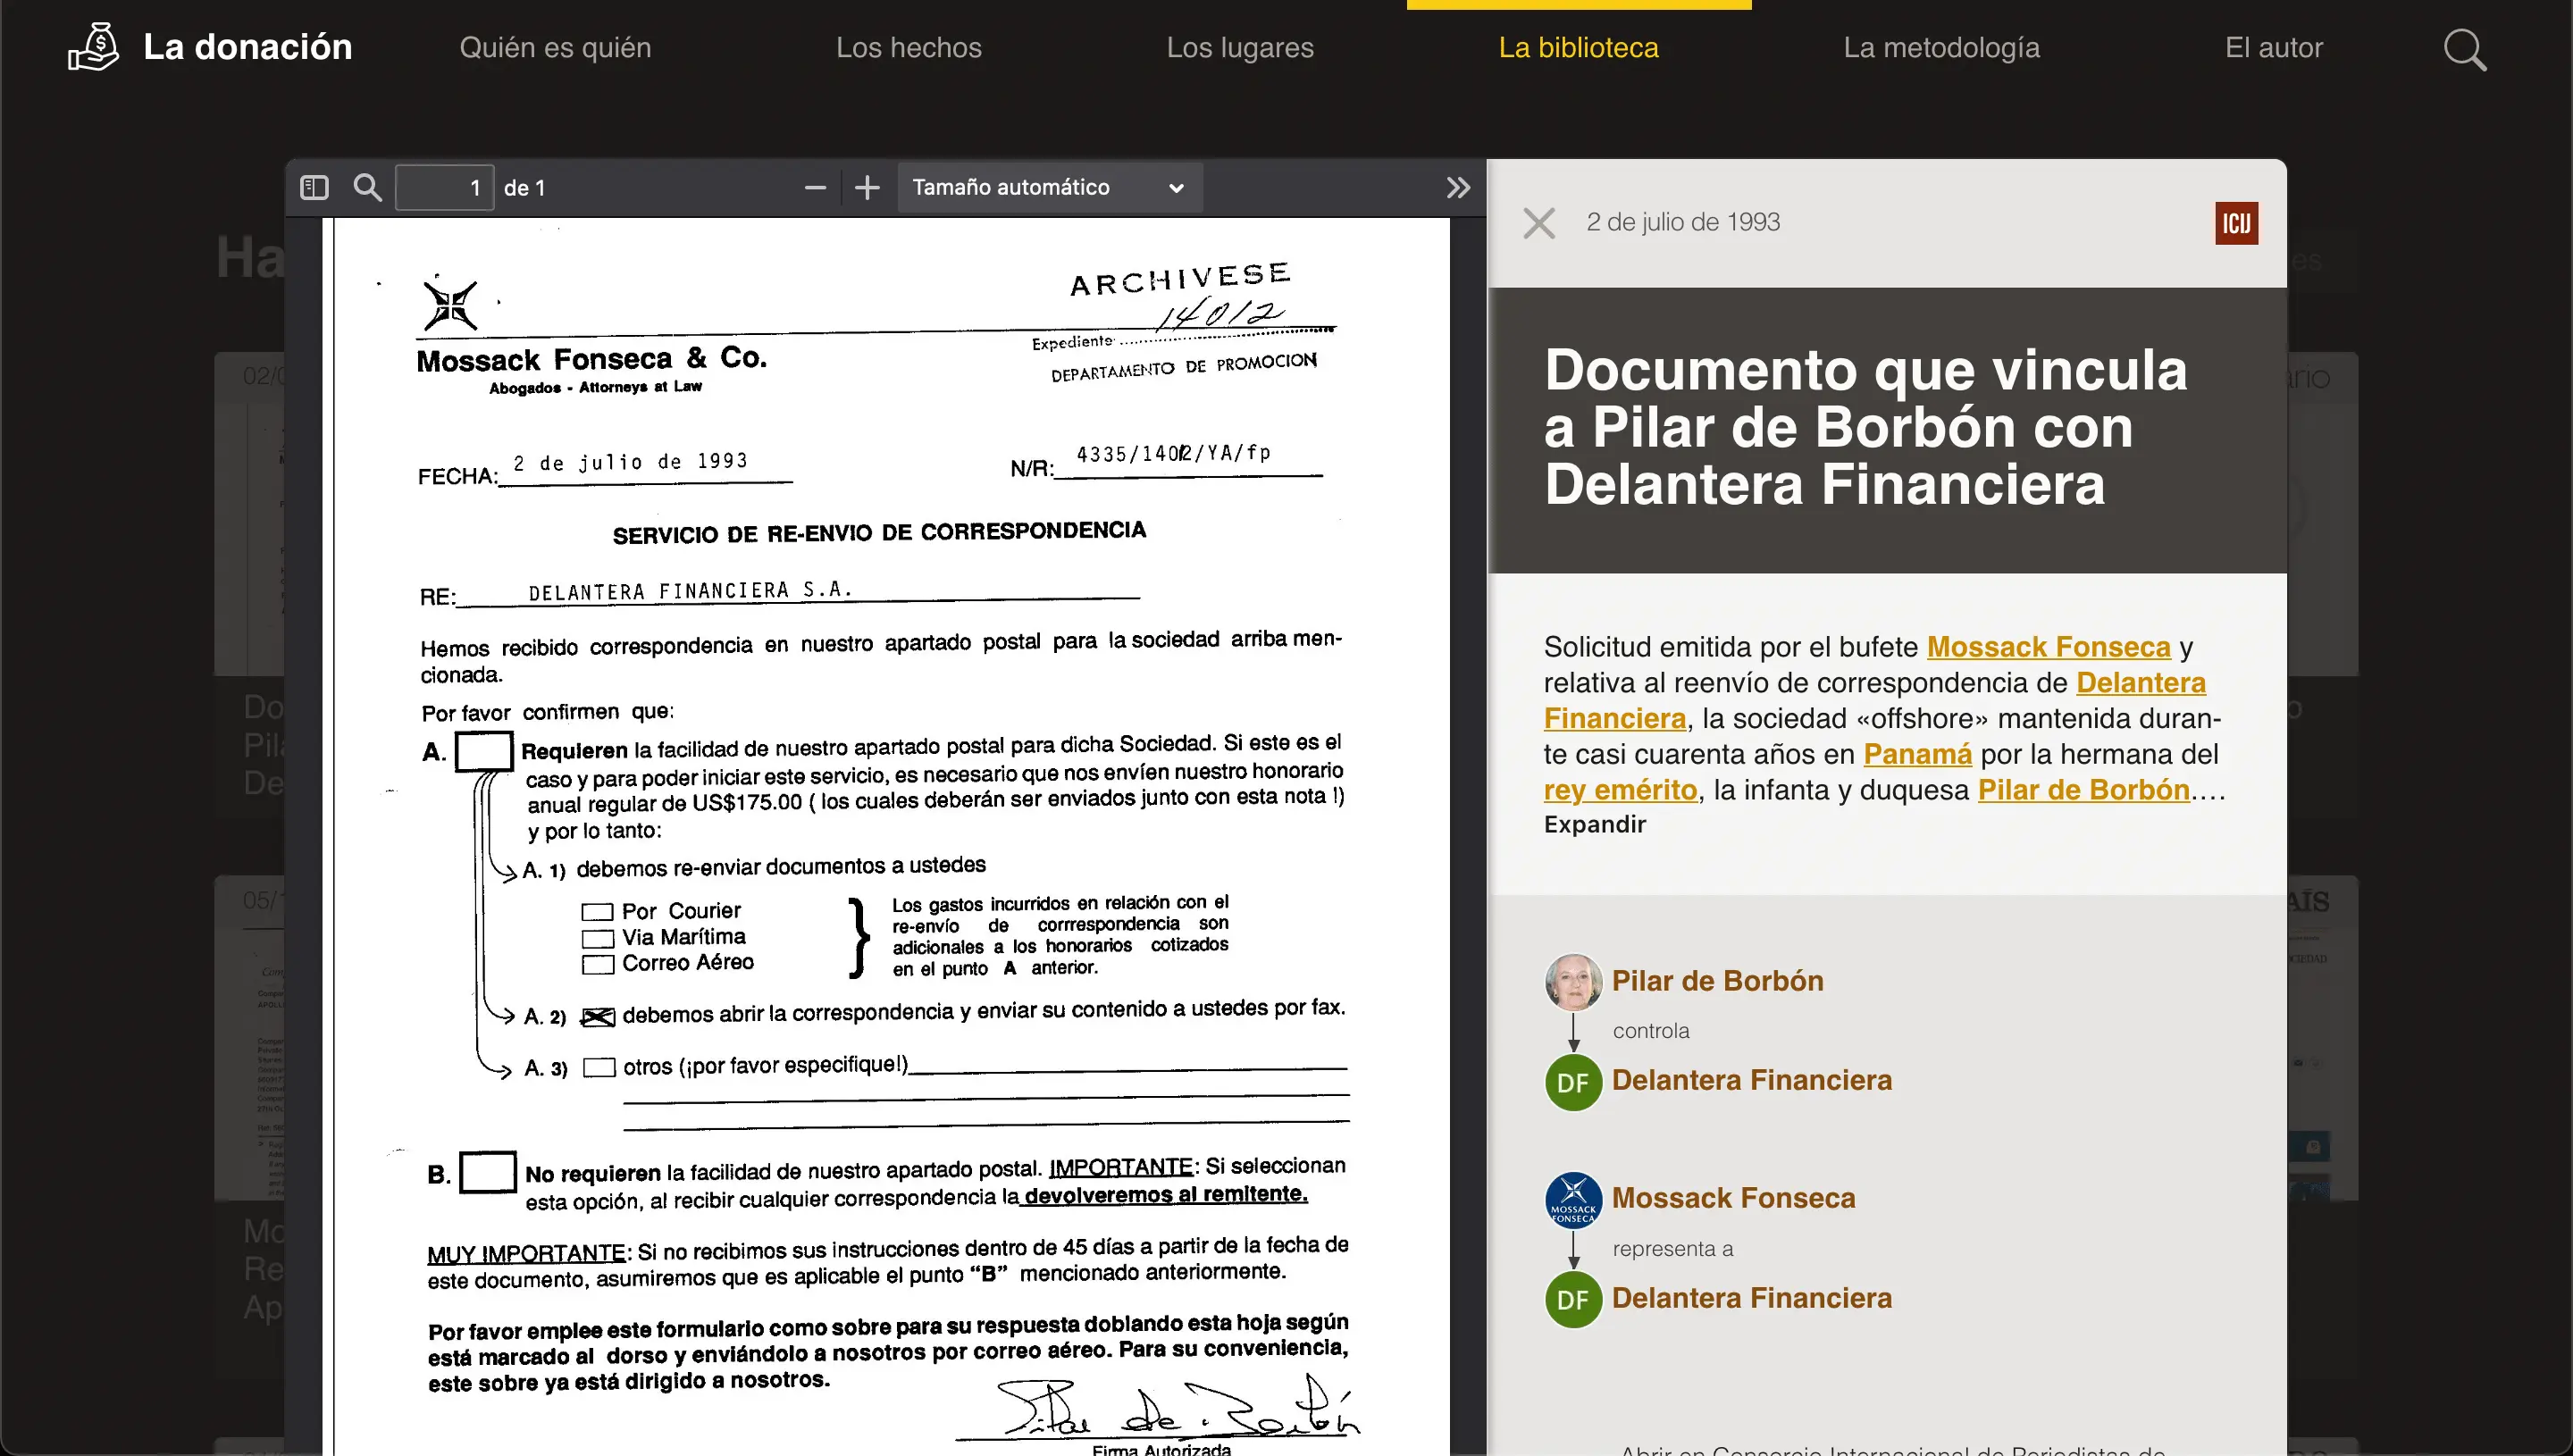 La donación
Quién es quién
Los hechos
Los lugares
La biblioteca
La metodología
El autor
1 de 1
Tamaño automático
ARCHIVESE
14012
Expediente
DEPARTAMENTO DE PROMOCION
Mossack Fonseca & Co.
Abogados - Attorneys at Law
FECHA: 2 de julio de 1993
N/R: 4335/14012/YA/fp
SERVICIO DE RE-ENVIO DE CORRESPONDENCIA
RE: DELANTERA FINANCIERA S.A.
Hemos recibido correspondencia en nuestro apartado postal para la sociedad arriba men-
cionada.
Por favor confirmen que:
A. Requieren la facilidad de nuestro apartado postal para dicha Sociedad. Si este es el
caso y para poder iniciar este servicio, es necesario que nos envíen nuestro honorario
anual regular de US$175.00 ( los cuales deberán ser enviados junto con esta nota !)
y por lo tanto:
A. 1) debemos re-enviar documentos a ustedes
Por Courier
Via Marítima
Correo Aéreo
Los gastos incurridos en relación con el
re-envío de corrrespondencia son
adicionales a los honorarios cotizados
en el punto A anterior.
A. 2) debemos abrir la correspondencia y enviar su contenido a ustedes por fax.
A. 3) otros (¡por favor especifique!)
B. No requieren la facilidad de nuestro apartado postal. IMPORTANTE: Si seleccionan
esta opción, al recibir cualquier correspondencia la devolveremos al remitente.
MUY IMPORTANTE: Si no recibimos sus instrucciones dentro de 45 días a partir de la fecha de
este documento, asumiremos que es aplicable el punto “B” mencionado anteriormente.
Por favor emplee este formulario como sobre para su respuesta doblando esta hoja según
está marcado al dorso y enviándolo a nosotros por correo aéreo. Para su conveniencia,
este sobre ya está dirigido a nosotros.
Pilar de Borbón
Firma Autorizada
2 de julio de 1993
ICIJ
Documento que vincula
a Pilar de Borbón con
Delantera Financiera
Solicitud emitida por el bufete Mossack Fonseca y
relativa al reenvío de correspondencia de Delantera
Financiera, la sociedad «offshore» mantenida duran-
te casi cuarenta años en Panamá por la hermana del
rey emérito, la infanta y duquesa Pilar de Borbón.…
Expandir
Pilar de Borbón
controla
DF Delantera Financiera
MOSSACK
FONSECA
Mossack Fonseca
representa a
DF Delantera Financiera
Abrir en Consorcio Internacional de Periodistas de